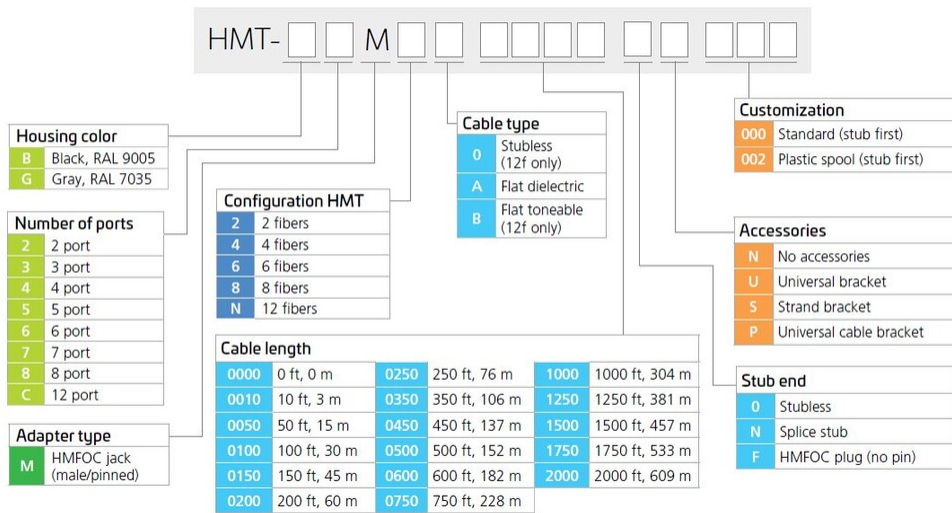 HMT- M
Housing color
B Black, RAL 9005
G Gray, RAL 7035
Number of ports
2 2 port
3 3 port
4 4 port
5 5 port
6 6 port
7 7 port
8 8 port
C 12 port
Adapter type
M HMFOC jack
(male/pinned)
Configuration HMT
2 2 fibers
4 4 fibers
6 6 fibers
8 8 fibers
N 12 fibers
Cable type
0 Stubless
(12f only)
A Flat dielectric
B Flat toneable
(12f only)
Cable length
0000 0 ft, 0 m 0250 250 ft, 76 m 1000 1000 ft, 304 m
0010 10 ft, 3 m 0350 350 ft, 106 m 1250 1250 ft, 381 m
0050 50 ft, 15 m 0450 450 ft, 137 m 1500 1500 ft, 457 m
0100 100 ft, 30 m 0500 500 ft, 152 m 1750 1750 ft, 533 m
0150 150 ft, 45 m 0600 600 ft, 182 m 2000 2000 ft, 609 m
0200 200 ft, 60 m 0750 750 ft, 228 m
Customization
000 Standard (stub first)
002 Plastic spool (stub first)
Accessories
N No accessories
U Universal bracket
S Strand bracket
P Universal cable bracket
Stub end
0 Stubless
N Splice stub
F HMFOC plug (no pin)